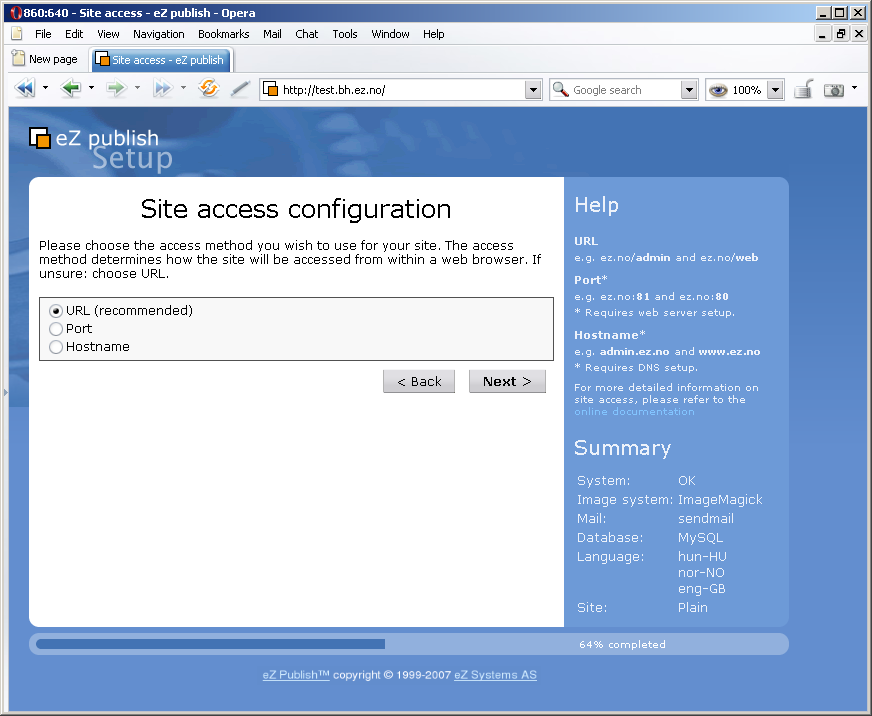 860:640 - Site access - eZ publish - Opera
File Edit View Navigation Bookmarks Mail Chat Tools Window Help
New page Site access - eZ publish
http://test.bh.ez.no/ Google search 100%
eZ publish
Setup
Site access configuration
Please choose the access method you wish to use for your site. The access
method determines how the site will be accessed from within a web browser. If
unsure: choose URL.
URL (recommended)
Port
Hostname
< Back Next >
Help
URL
e.g. ez.no/admin and ez.no/web
Port*
e.g. ez.no:81 and ez.no:80
* Requires web server setup.
Hostname*
e.g. admin.ez.no and www.ez.no
* Requires DNS setup.
For more detailed information on
site access, please refer to the
online documentation
Summary
System: OK
Image system: ImageMagick
Mail: sendmail
Database: MySQL
Language: hun-HU
nor-NO
eng-GB
Site: Plain
64% completed
eZ Publish™ copyright © 1999-2007 eZ Systems AS